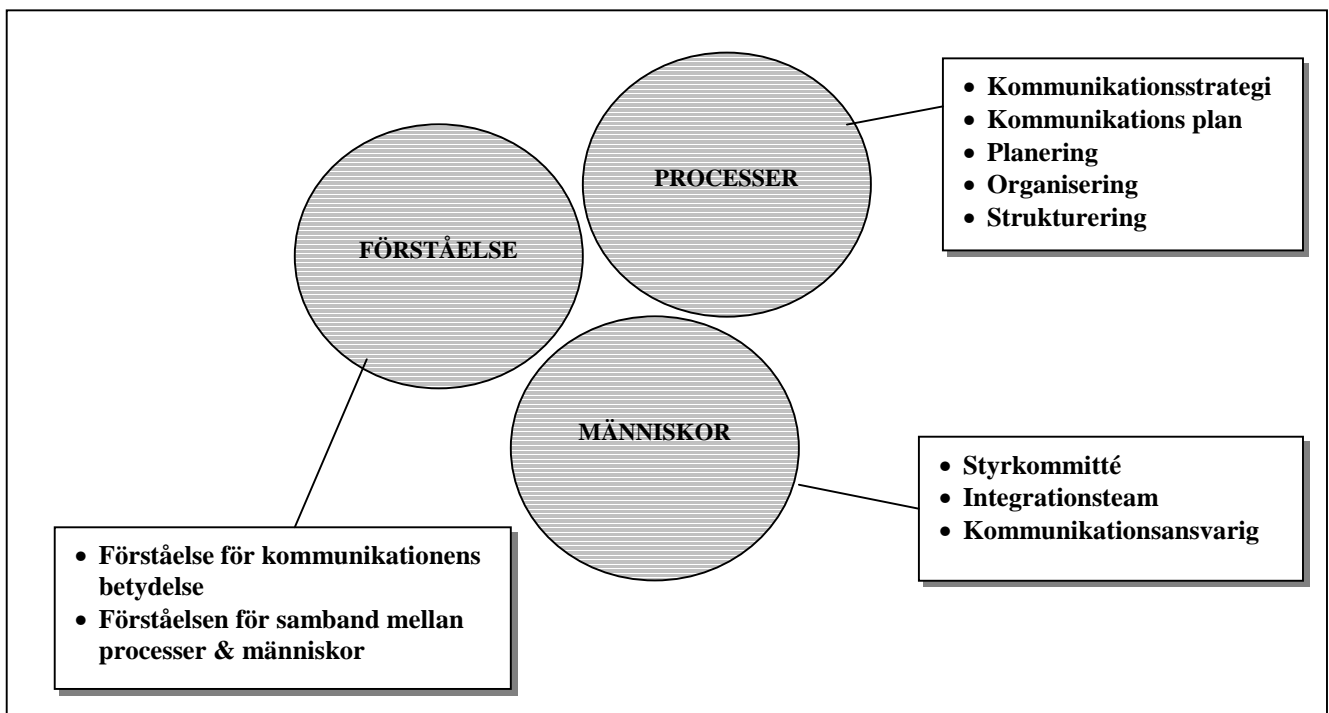 PROCESSER
• Kommunikationsstrategi
• Kommunikations plan
• Planering
• Organisering
• Strukturering
FÖRSTÅELSE
• Förståelse för kommunikationens
betydelse
• Förståelsen för samband mellan
processer & människor
MÄNNISKOR
• Styrkommitté
• Integrationsteam
• Kommunikationsansvarig